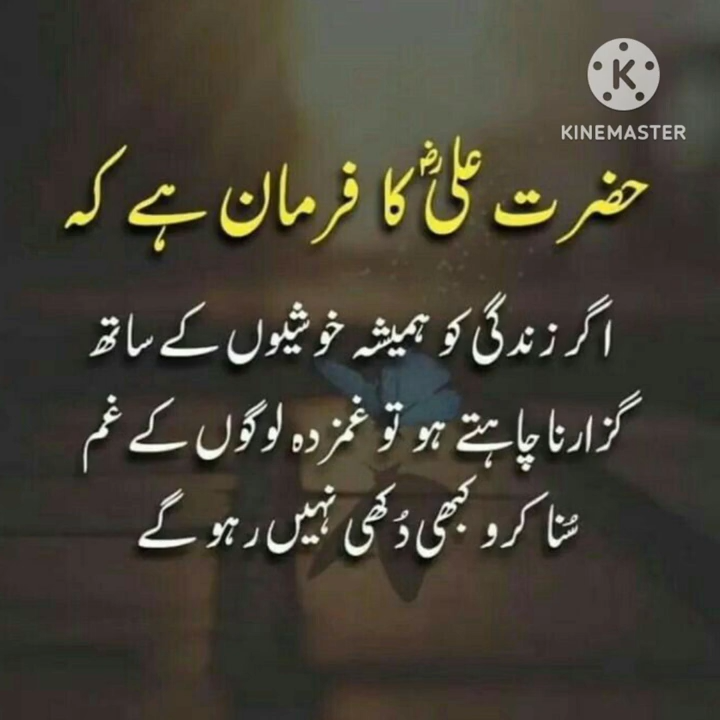 KINEMASTER
حضرت علیؓ کا فرمان ہے کہ
اگر زندگی کو ہمیشہ خوشیوں کے ساتھ
گزارنا چاہتے ہو تو غمزدہ لوگوں کے غم
سُنا کرو کبھی دُکھی نہیں رہو گے